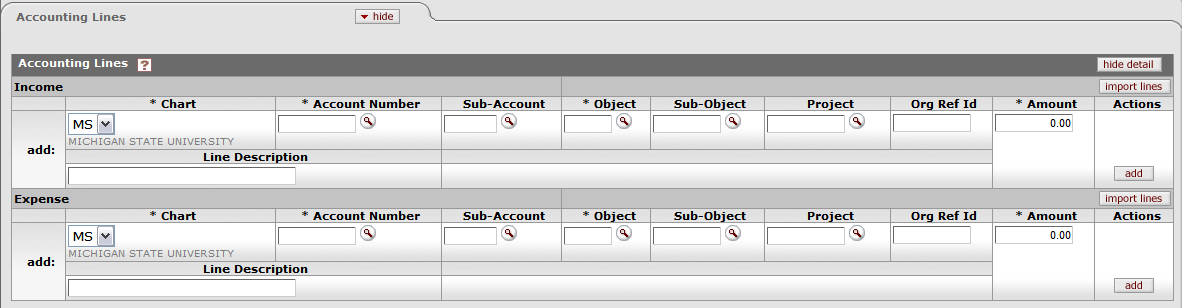 Accounting Lines hide
Accounting Lines ? hide detail
Income import lines
* Chart * Account Number Sub-Account * Object Sub-Object Project Org Ref Id * Amount Actions
add: MS 0.00
MICHIGAN STATE UNIVERSITY
Line Description
add
Expense import lines
* Chart * Account Number Sub-Account * Object Sub-Object Project Org Ref Id * Amount Actions
add: MS 0.00
MICHIGAN STATE UNIVERSITY
Line Description
add